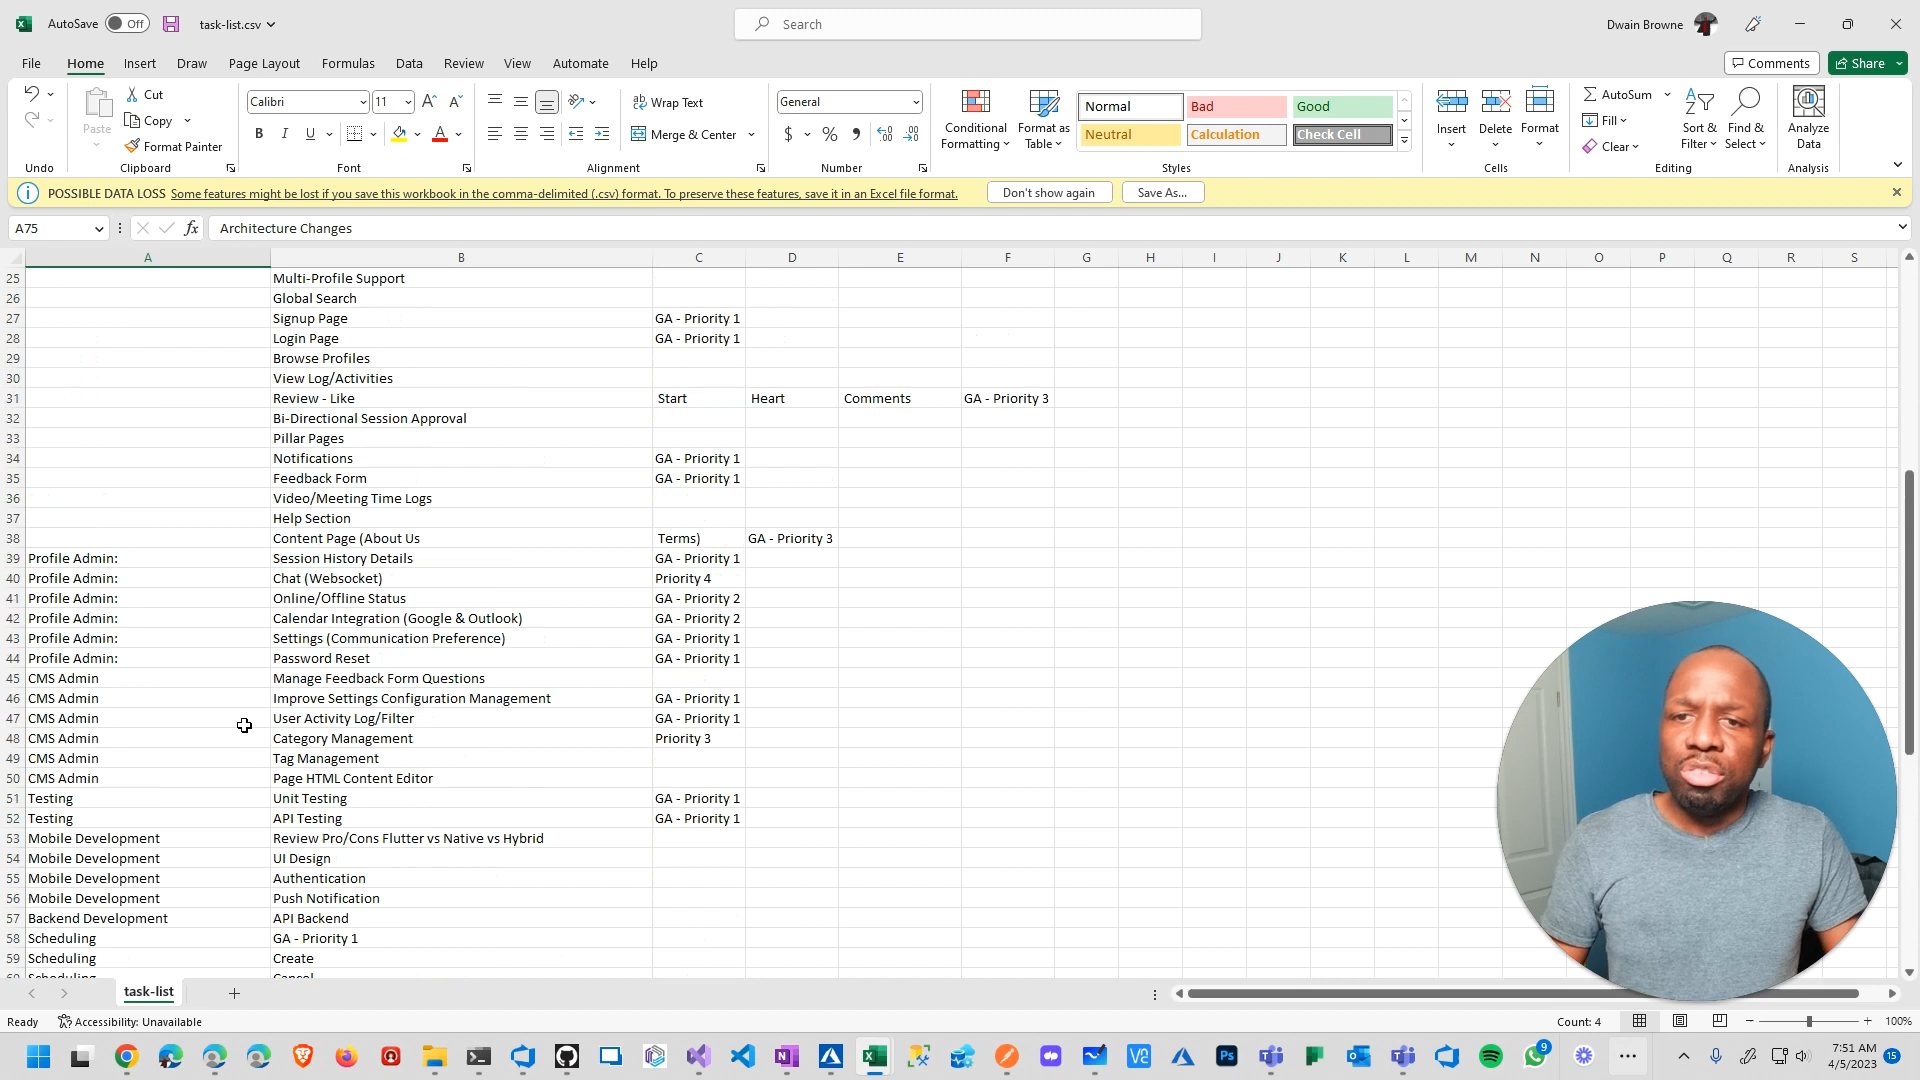 AutoSave Off task-list.csv Search Dwain Browne
File Home Insert Draw Page Layout Formulas Data Review View Automate Help Comments Share
Paste Cut Copy Format Painter
Calibri 11 B I U A
Wrap Text Merge & Center
General $ %
Conditional Formatting Format as Table
Normal Bad Good
Neutral Calculation Check Cell
Insert Delete Format
AutoSum Fill Clear
Sort & Filter Find & Select Analyze Data
Undo Clipboard Font Alignment Number Styles Cells Editing Analysis
POSSIBLE DATA LOSS Some features might be lost if you save this workbook in the comma-delimited (.csv) format. To preserve these features, save it in an Excel file format. Don't show again Save As...
A75 fx Architecture Changes
A B C D E F G H I J K L M N O P Q R S
25 Multi-Profile Support
26 Global Search
27 Signup Page GA - Priority 1
28 Login Page GA - Priority 1
29 Browse Profiles
30 View Log/Activities
31 Review - Like Start Heart Comments GA - Priority 3
32 Bi-Directional Session Approval
33 Pillar Pages
34 Notifications GA - Priority 1
35 Feedback Form GA - Priority 1
36 Video/Meeting Time Logs
37 Help Section
38 Content Page (About Us Terms) GA - Priority 3
39 Profile Admin: Session History Details GA - Priority 1
40 Profile Admin: Chat (Websocket) Priority 4
41 Profile Admin: Online/Offline Status GA - Priority 2
42 Profile Admin: Calendar Integration (Google & Outlook) GA - Priority 2
43 Profile Admin: Settings (Communication Preference) GA - Priority 1
44 Profile Admin: Password Reset GA - Priority 1
45 CMS Admin Manage Feedback Form Questions
46 CMS Admin Improve Settings Configuration Management GA - Priority 1
47 CMS Admin User Activity Log/Filter GA - Priority 1
48 CMS Admin Category Management Priority 3
49 CMS Admin Tag Management
50 CMS Admin Page HTML Content Editor
51 Testing Unit Testing GA - Priority 1
52 Testing API Testing GA - Priority 1
53 Mobile Development Review Pro/Cons Flutter vs Native vs Hybrid
54 Mobile Development UI Design
55 Mobile Development Authentication
56 Mobile Development Push Notification
57 Backend Development API Backend
58 Scheduling GA - Priority 1
59 Scheduling Create
60 Scheduling Cancel
task-list
Ready Accessibility: Unavailable Count: 4 100%
9 7:51 AM
4/5/2023 15